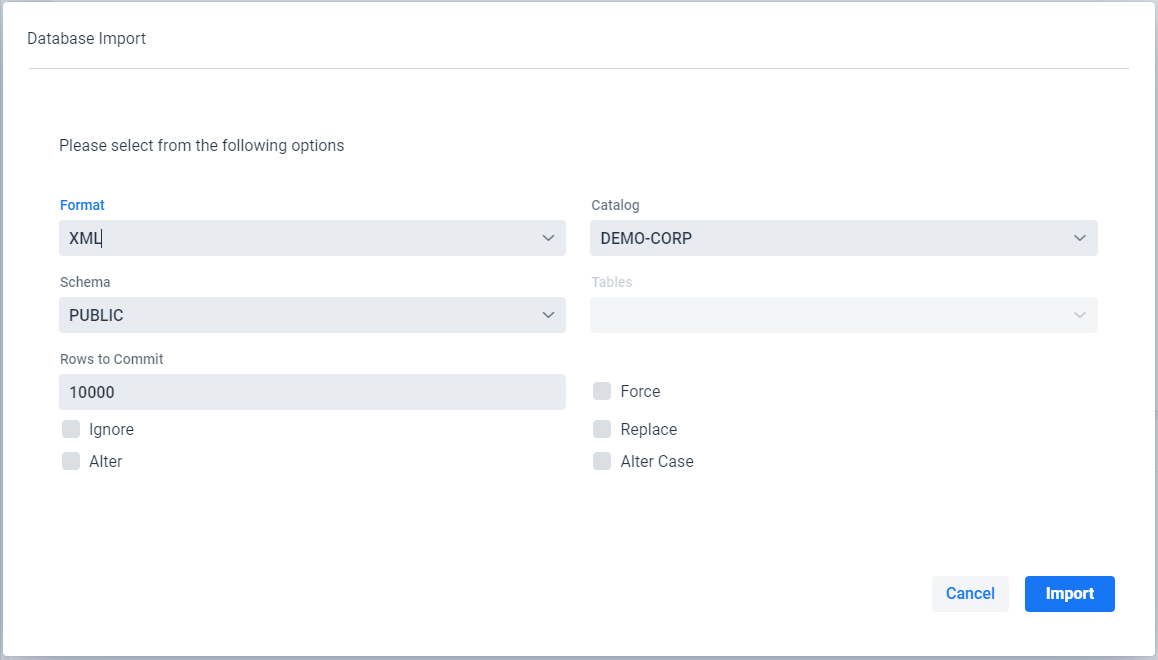 Database Import
Please select from the following options
Format
Catalog
XML
DEMO-CORP
Schema
Tables
PUBLIC
Rows to Commit
10000
Force
Ignore
Replace
Alter
Alter Case
Cancel
Import